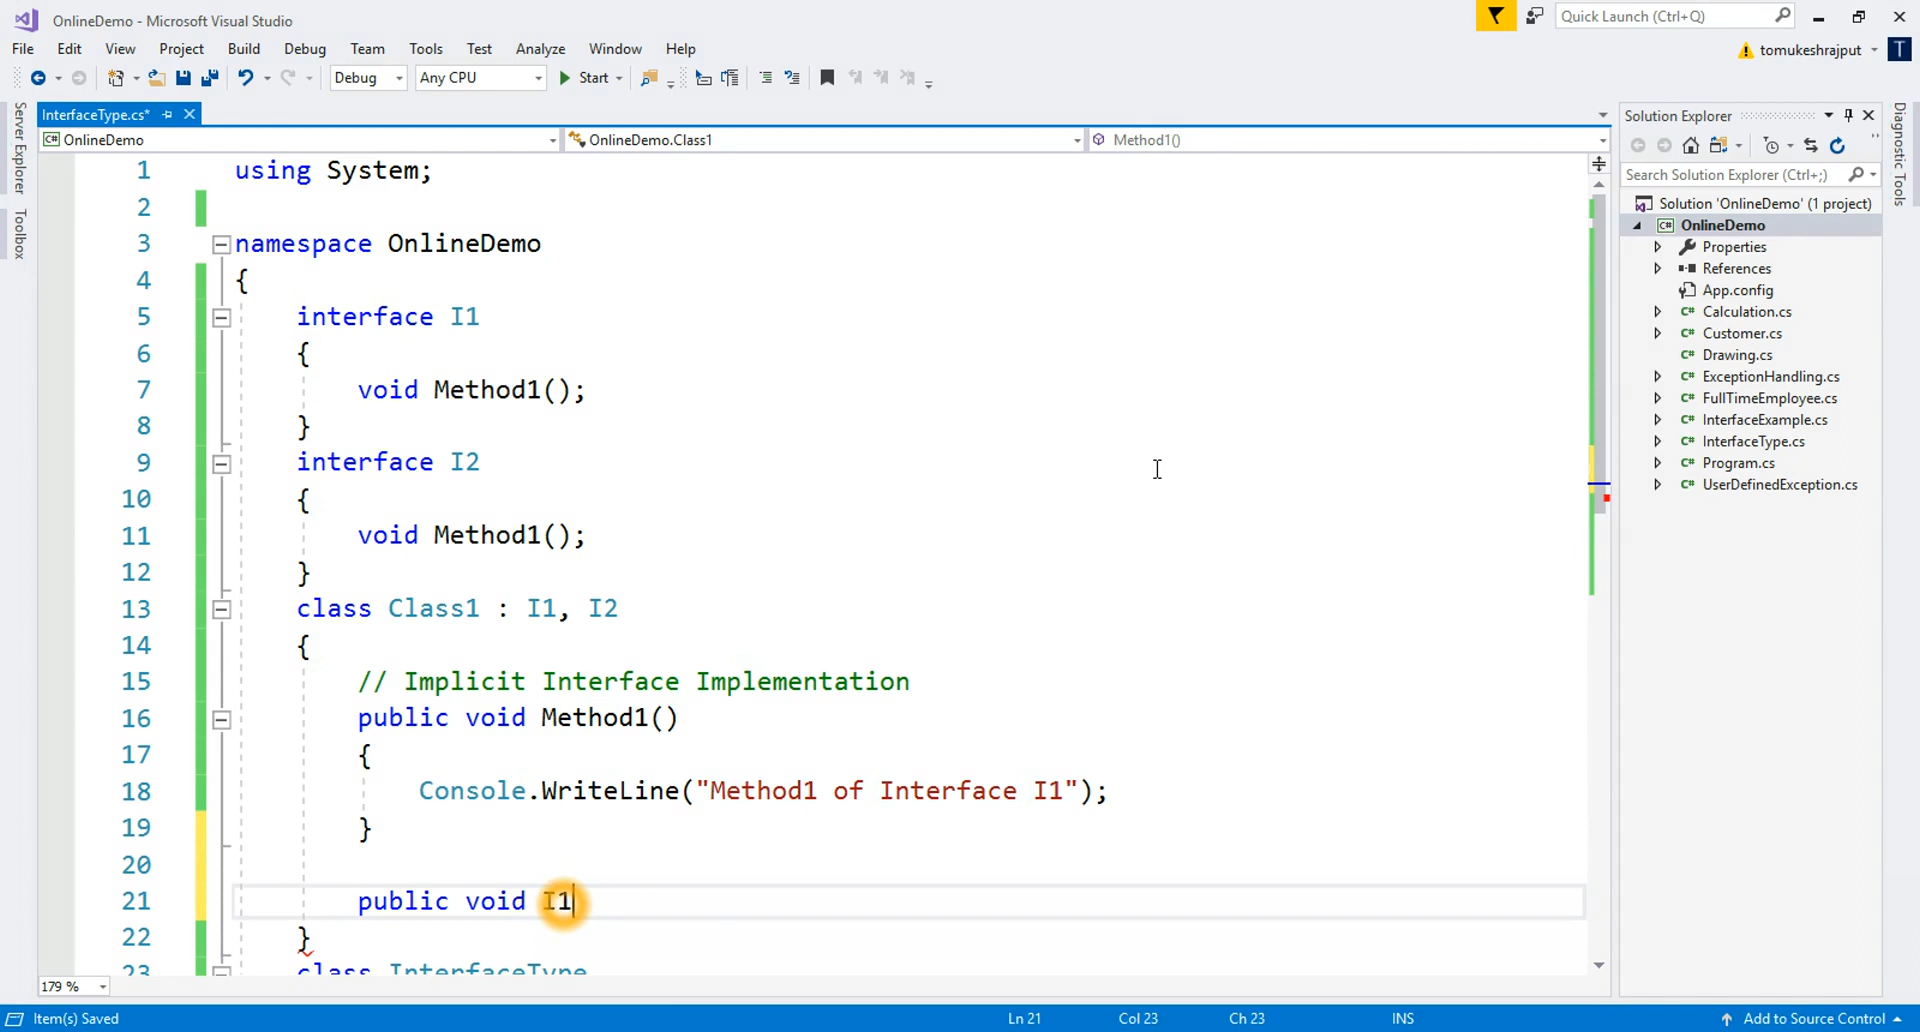 OnlineDemo - Microsoft Visual Studio
Quick Launch (Ctrl+Q)
File Edit View Project Build Debug Team Tools Test Analyze Window Help
tomukeshrajput T
Debug Any CPU Start
InterfaceType.cs*
C# OnlineDemo OnlineDemo.Class1 Method1()
Server Explorer
Toolbox
1 using System;
2
3 namespace OnlineDemo
4 {
5 interface I1
6 {
7 void Method1();
8 }
9 interface I2
10 {
11 void Method1();
12 }
13 class Class1 : I1, I2
14 {
15 // Implicit Interface Implementation
16 public void Method1()
17 {
18 Console.WriteLine("Method1 of Interface I1");
19 }
20
21 public void I1
22 }
23 class InterfaceType
179 %
Solution Explorer
Search Solution Explorer (Ctrl+;)
Solution 'OnlineDemo' (1 project)
C# OnlineDemo
Properties
References
App.config
C# Calculation.cs
C# Customer.cs
C# Drawing.cs
C# ExceptionHandling.cs
C# FullTimeEmployee.cs
C# InterfaceExample.cs
C# InterfaceType.cs
C# Program.cs
C# UserDefinedException.cs
Diagnostic Tools
Item(s) Saved Ln 21 Col 23 Ch 23 INS Add to Source Control